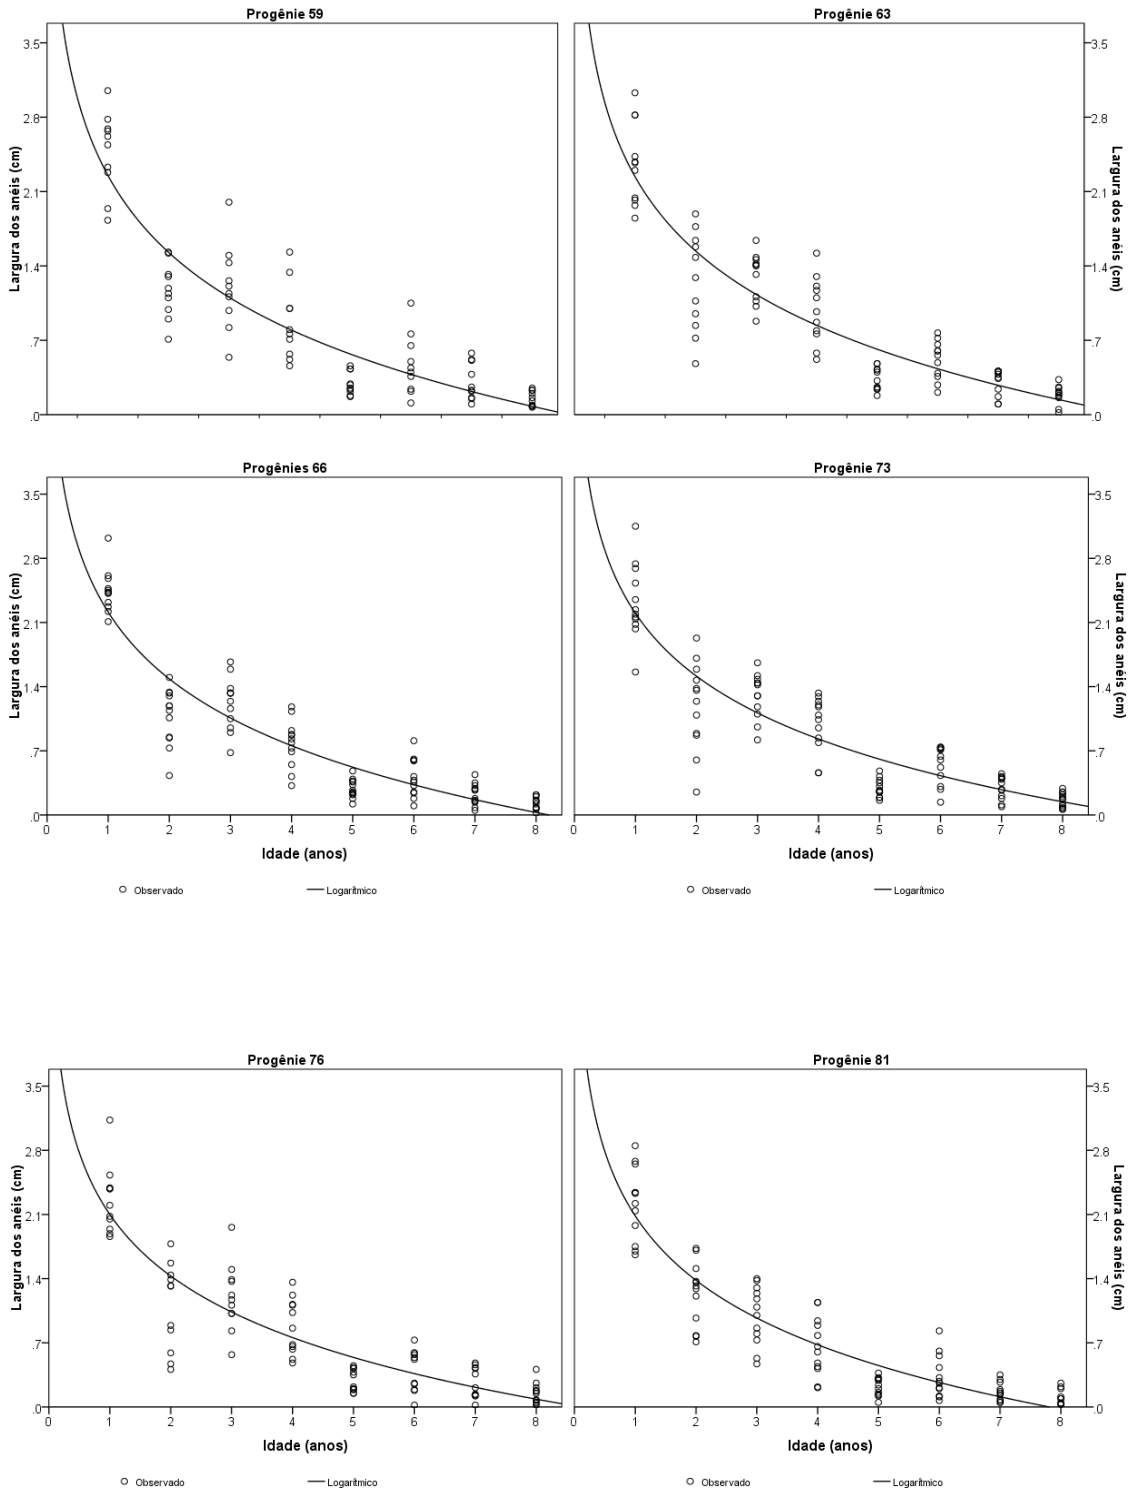 Progênie 59
Progênie 63
3.5
2.8
2.1
1.4
.7
.0
Largura dos anéis (cm)
3.5
2.8
2.1
1.4
.7
.0
Largura dos anéis (cm)
Progênies 66
Progênie 73
3.5
2.8
2.1
1.4
.7
.0
Largura dos anéis (cm)
3.5
2.8
2.1
1.4
.7
.0
Largura dos anéis (cm)
0 1 2 3 4 5 6 7 8
0 1 2 3 4 5 6 7 8
Idade (anos)
Idade (anos)
Observado Logarítmico
Observado Logarítmico
Progênie 76
Progênie 81
3.5
2.8
2.1
1.4
.7
.0
Largura dos anéis (cm)
3.5
2.8
2.1
1.4
.7
.0
Largura dos anéis (cm)
0 1 2 3 4 5 6 7 8
0 1 2 3 4 5 6 7 8
Idade (anos)
Idade (anos)
Observado Logarítmico
Observado Logarítmico